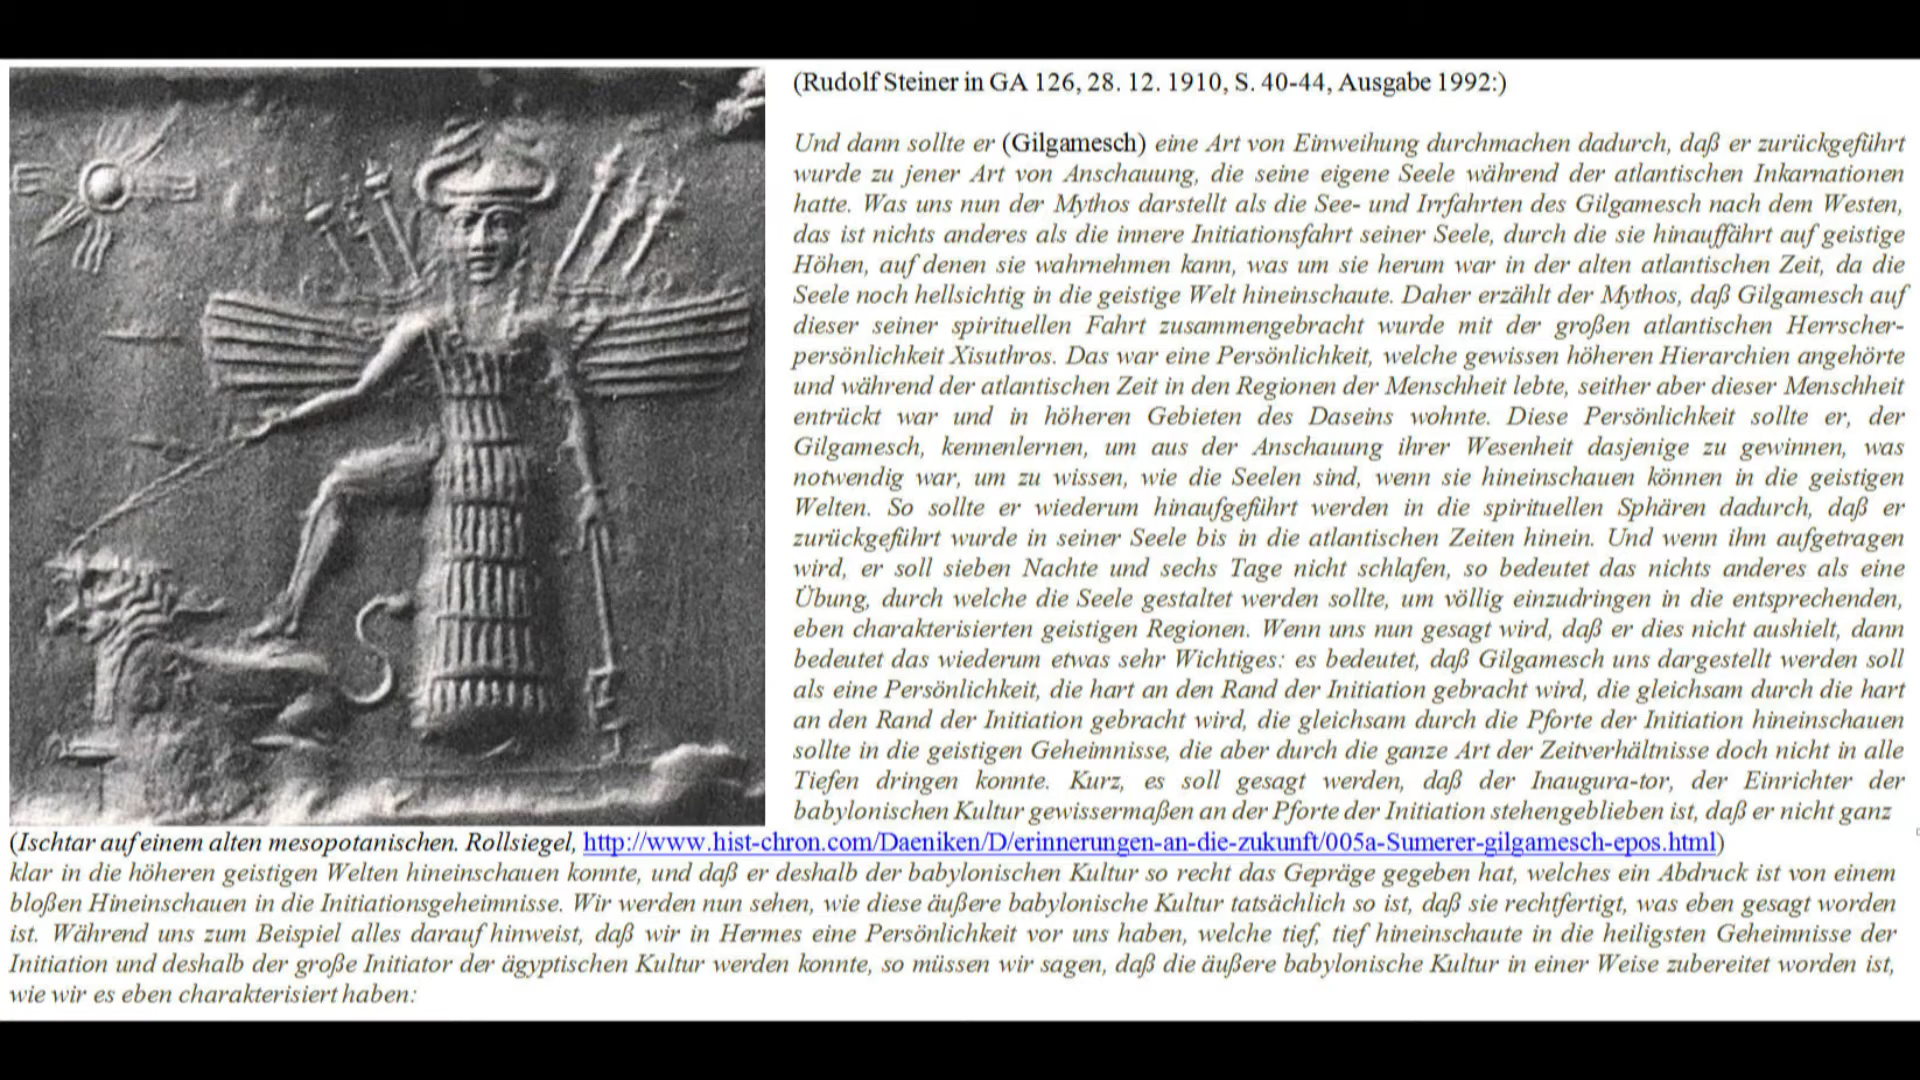 (Rudolf Steiner in GA 126, 28. 12. 1910, S. 40-44, Ausgabe 1992:)
Und dann sollte er (Gilgamesch) eine Art von Einweihung durchmachen dadurch, daß er zurückgeführt
wurde zu jener Art von Anschauung, die seine eigene Seele während der atlantischen Inkarnationen
hatte. Was uns nun der Mythos darstellt als die See- und Irrfahrten des Gilgamesch nach dem Westen,
das ist nichts anderes als die innere Initiationsfahrt seiner Seele, durch die sie hinauffährt auf geistige
Höhen, auf denen sie wahrnehmen kann, was um sie herum war in der alten atlantischen Zeit, da die
Seele noch hellsichtig in die geistige Welt hineinschaute. Daher erzählt der Mythos, daß Gilgamesch auf
dieser seiner spirituellen Fahrt zusammengebracht wurde mit der großen atlantischen Herrscher-
persönlichkeit Xisuthros. Das war eine Persönlichkeit, welche gewissen höheren Hierarchien angehörte
und während der atlantischen Zeit in den Regionen der Menschheit lebte, seither aber dieser Menschheit
entrückt war und in höheren Gebieten des Daseins wohnte. Diese Persönlichkeit sollte er, der
Gilgamesch, kennenlernen, um aus der Anschauung ihrer Wesenheit dasjenige zu gewinnen, was
notwendig war, um zu wissen, wie die Seelen sind, wenn sie hineinschauen können in die geistigen
Welten. So sollte er wiederum hinaufgeführt werden in die spirituellen Sphären dadurch, daß er
zurückgeführt wurde in seiner Seele bis in die atlantischen Zeiten hinein. Und wenn ihm aufgetragen
wird, er soll sieben Nachte und sechs Tage nicht schlafen, so bedeutet das nichts anderes als eine
Übung, durch welche die Seele gestaltet werden sollte, um völlig einzudringen in die entsprechenden,
eben charakterisierten geistigen Regionen. Wenn uns nun gesagt wird, daß er dies nicht aushielt, dann
bedeutet das wiederum etwas sehr Wichtiges: es bedeutet, daß Gilgamesch uns dargestellt werden soll
als eine Persönlichkeit, die hart an den Rand der Initiation gebracht wird, die gleichsam durch die hart
an den Rand der Initiation gebracht wird, die gleichsam durch die Pforte der Initiation hineinschauen
sollte in die geistigen Geheimnisse, die aber durch die ganze Art der Zeitverhältnisse doch nicht in alle
Tiefen dringen konnte. Kurz, es soll gesagt werden, daß der Inaugura-tor, der Einrichter der
babylonischen Kultur gewissermaßen an der Pforte der Initiation stehengeblieben ist, daß er nicht ganz
(Ischtar auf einem alten mesopotanischen. Rollsiegel, http://www.hist-chron.com/Daeniken/D/erinnerungen-an-die-zukunft/005a-Sumerer-gilgamesch-epos.html)
klar in die höheren geistigen Welten hineinschauen konnte, und daß er deshalb der babylonischen Kultur so recht das Gepräge gegeben hat, welches ein Abdruck ist von einem
bloßen Hineinschauen in die Initiationsgeheimnisse. Wir werden nun sehen, wie diese äußere babylonische Kultur tatsächlich so ist, daß sie rechtfertigt, was eben gesagt worden
ist. Während uns zum Beispiel alles darauf hinweist, daß wir in Hermes eine Persönlichkeit vor uns haben, welche tief, tief hineinschaute in die heiligsten Geheimnisse der
Initiation und deshalb der große Initiator der ägyptischen Kultur werden konnte, so müssen wir sagen, daß die äußere babylonische Kultur in einer Weise zubereitet worden ist,
wie wir es eben charakterisiert haben: